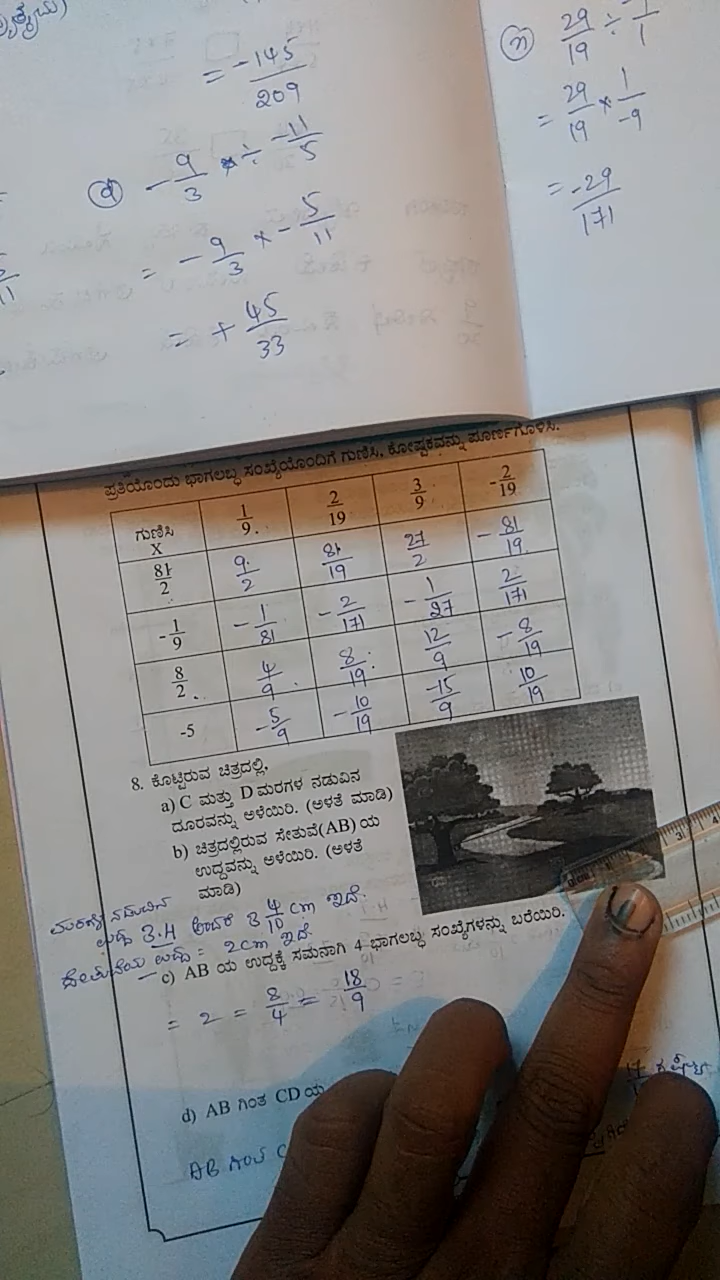 = -145/209
d) -9/3 ÷ -11/5
= -9/3 × -5/11
= + 45/33
n) 29/19 ÷
= 29/19 × 1/-9
= -29/171
ಪ್ರತಿಯೊಂದು ಭಾಗಲಬ್ಧ ಸಂಖ್ಯೆಯೊಂದಿಗೆ ಗುಣಿಸಿ. ಕೋಷ್ಟಕವನ್ನು ಪೂರ್ಣಗೊಳಿಸಿ.
ಗುಣಿಸಿ X 1/9 2/19 3/9 -2/19
81/2 9/2 81/19 27/2 -81/19
-1/9 -1/81 -2/171 -1/27 2/171
8/2 4/9 8/19 12/9 -8/19
-5 -5/9 -10/19 -15/9 10/19
8. ಕೊಟ್ಟಿರುವ ಚಿತ್ರದಲ್ಲಿ,
a) C ಮತ್ತು D ಮರಗಳ ನಡುವಿನ
ದೂರವನ್ನು ಅಳೆಯಿರಿ. (ಅಳತೆ ಮಾಡಿ)
b) ಚಿತ್ರದಲ್ಲಿರುವ ಸೇತುವೆ(AB) ಯ
ಉದ್ದವನ್ನು ಅಳೆಯಿರಿ. (ಅಳತೆ
ಮಾಡಿ)
ನಡುವಿನ
ಉದ್ದ 3.4 ಅಂದರೆ 3 4/10 cm ಇದೆ.
ಸೇತುವೆಯ ಉದ್ದ = 2cm ಇದೆ.
c) AB ಯ ಉದ್ದಕ್ಕೆ ಸಮನಾಗಿ 4 ಭಾಗಲಬ್ಧ ಸಂಖ್ಯೆಗಳನ್ನು ಬರೆಯಿರಿ.
= 2 = 8/4 = 18/9
d) AB ಗಿಂತ CD ಯ
AB ಗಿಂತ C